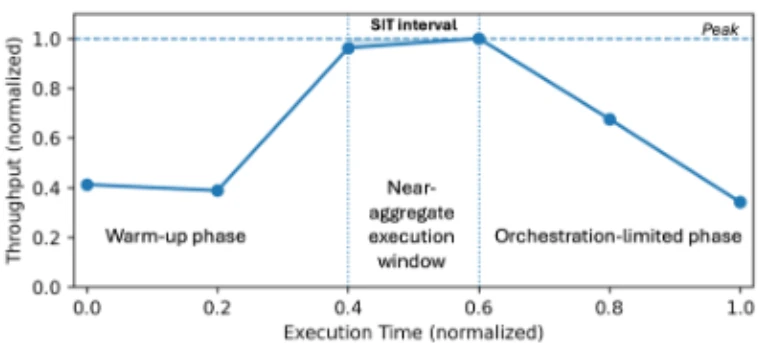 SIT interval
Peak
Throughput (normalized)
1.0
0.8
0.6
0.4
0.2
0.0
Near-
aggregate
execution
window
Warm-up phase
Orchestration-limited phase
0.0 0.2 0.4 0.6 0.8 1.0
Execution Time (normalized)